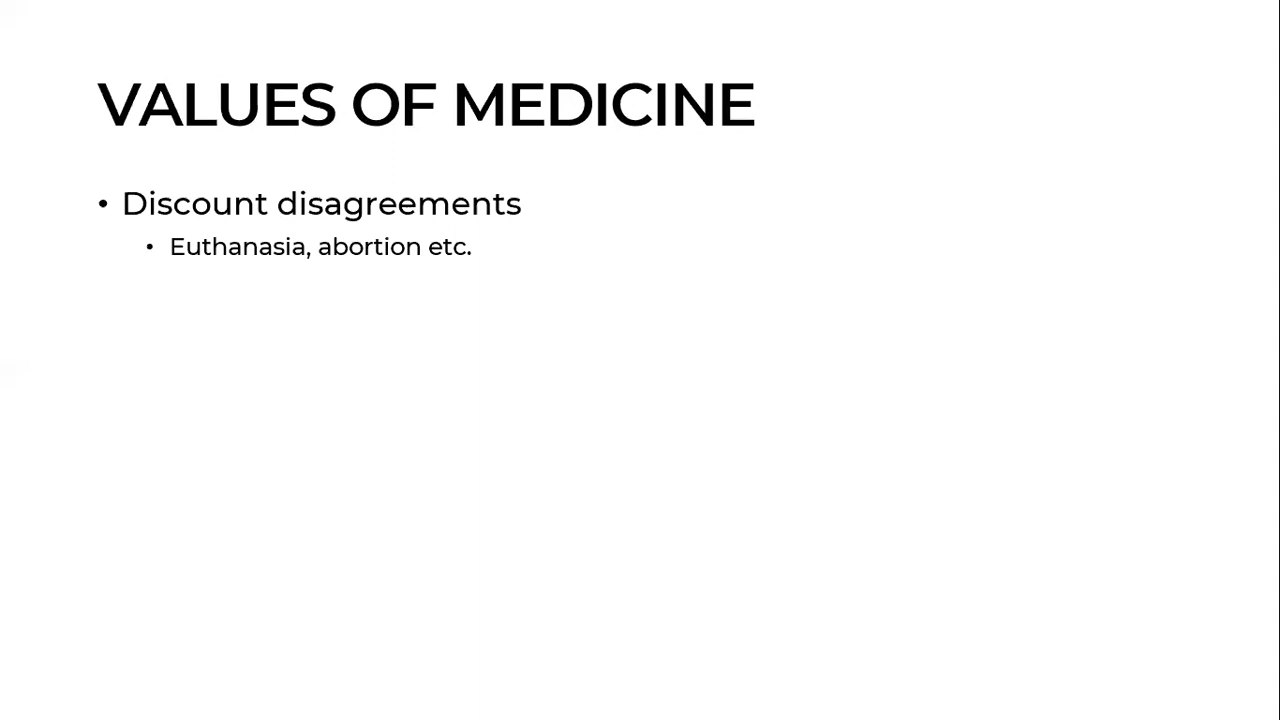 VALUES OF MEDICINE
• Discount disagreements
• Euthanasia, abortion etc.